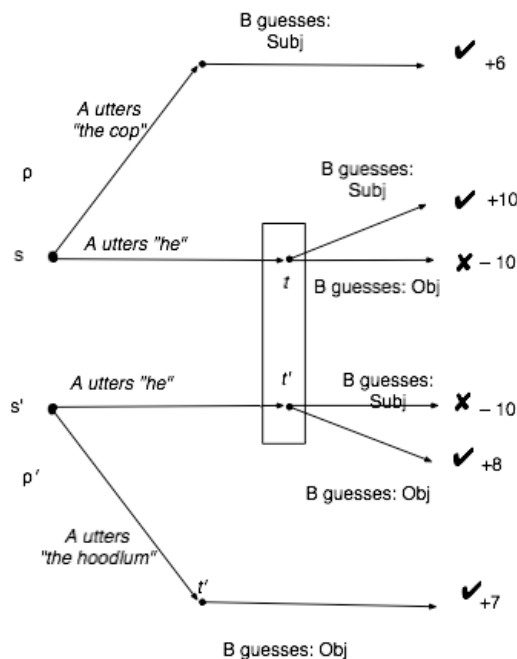 B guesses:
Subj
✔ +6
A utters
"the cop"
ρ
B guesses:
Subj
✔ +10
A utters "he"
s
✘ – 10
t
B guesses: Obj
t'
B guesses:
Subj
A utters "he"
s'
✘ – 10
✔ +8
ρ'
B guesses: Obj
A utters
"the hoodlum"
t'
✔ +7
B guesses: Obj